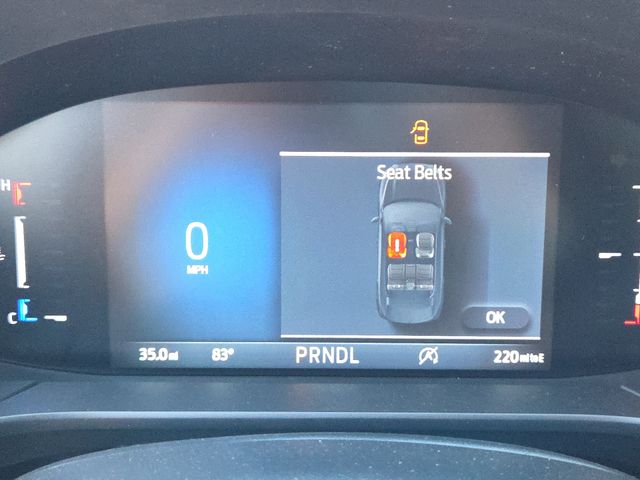 H
Seat Belts
0
MPH
OK
C
35.0 mi 83° PRNDL 220 mi to E